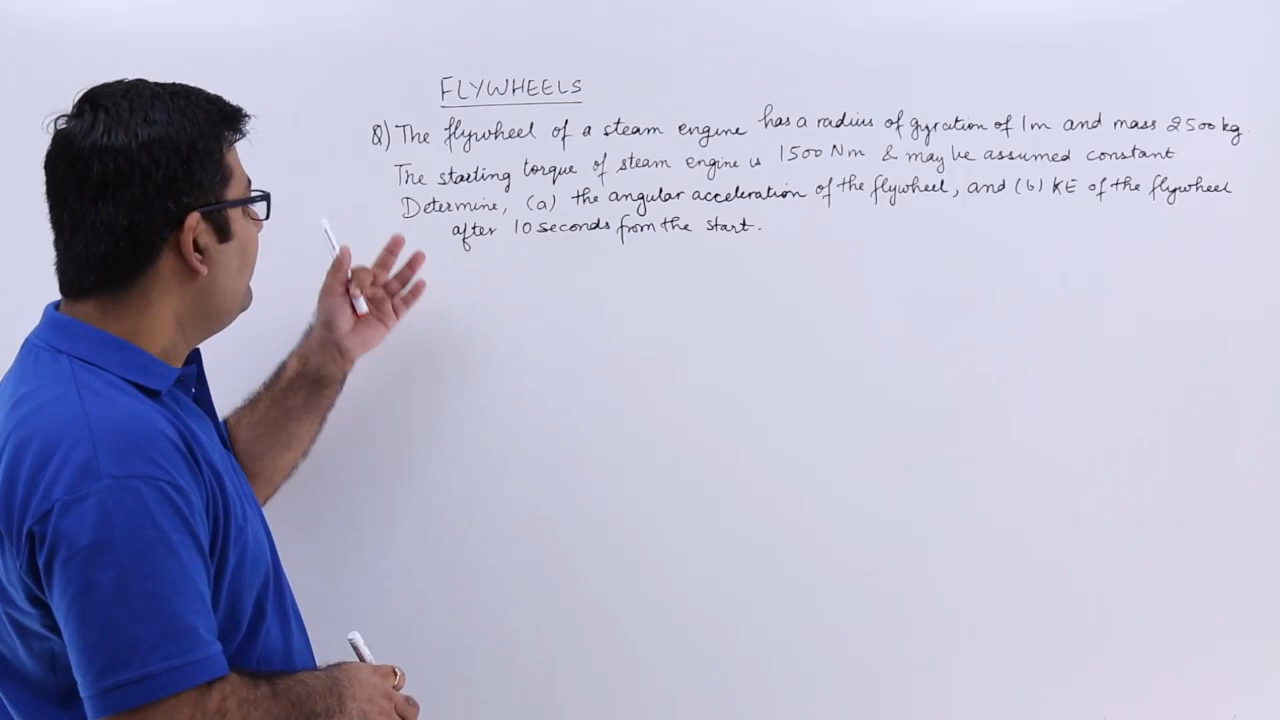 FLYWHEELS
Q) The flywheel of a steam engine has a radius of gyration of 1m and mass 2500 kg.
The starting torque of steam engine is 1500 Nm & may be assumed constant
Determine, (a) the angular acceleration of the flywheel, and (b) KE of the flywheel
after 10 seconds from the start.